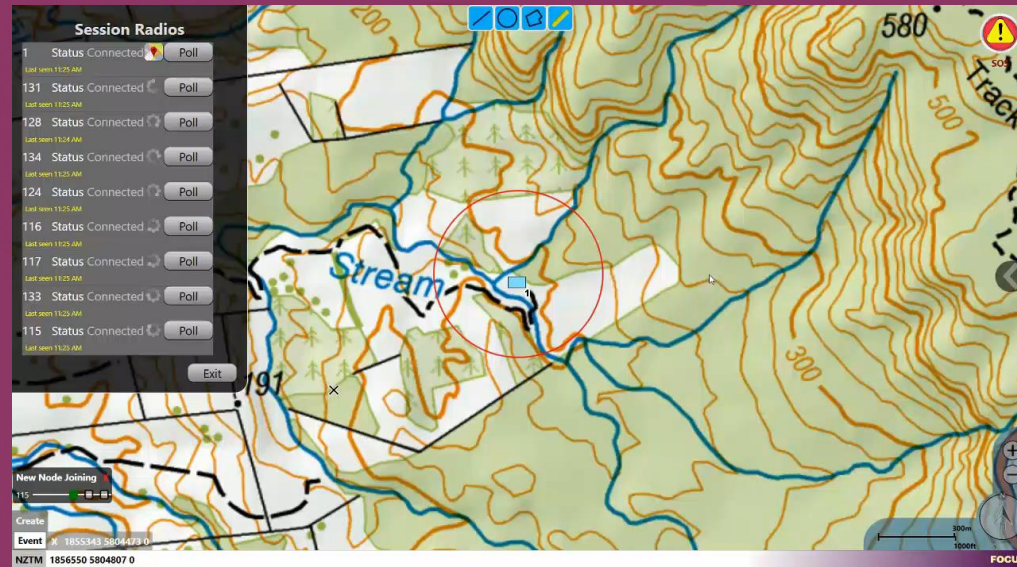 Session Radios
1 Status Connected Poll
Last seen 11:25 AM
131 Status Connected Poll
Last seen 11:25 AM
128 Status Connected Poll
Last seen 11:24 AM
134 Status Connected Poll
Last seen 11:25 AM
124 Status Connected Poll
Last seen 11:25 AM
116 Status Connected Poll
Last seen 11:25 AM
117 Status Connected Poll
Last seen 11:25 AM
133 Status Connected Poll
Last seen 11:25 AM
115 Status Connected Poll
Last seen 11:25 AM
Exit
200
580
SOS
Track
500
Stream
1
300
191
New Node Joining X
115
Create
Event X 1855343 5804473 0
NZTM 1856550 5804807 0
300m
1000ft
FOCU